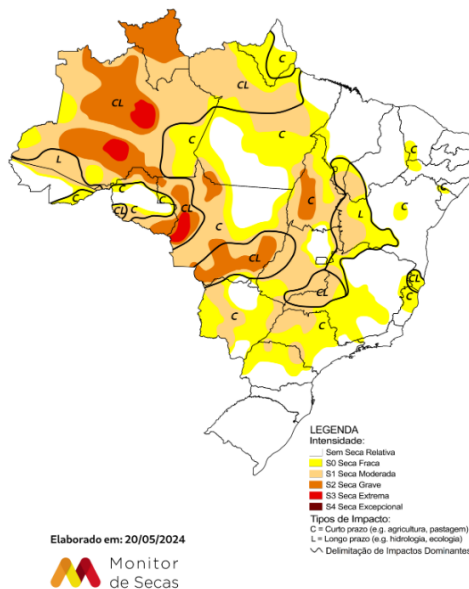 C
C
CL
CL
C
C
L
C
C
CL
C
CL
C
C
C
L
C
C
CL
CL
CL
C
C
C
LEGENDA
Intensidade:
Sem Seca Relativa
S0 Seca Fraca
S1 Seca Moderada
S2 Seca Grave
S3 Seca Extrema
S4 Seca Excepcional
Tipos de Impacto:
C = Curto prazo (e.g. agricultura, pastagem)
L = Longo prazo (e.g. hidrologia, ecologia)
Delimitação de Impactos Dominantes
Elaborado em: 20/05/2024
Monitor
de Secas